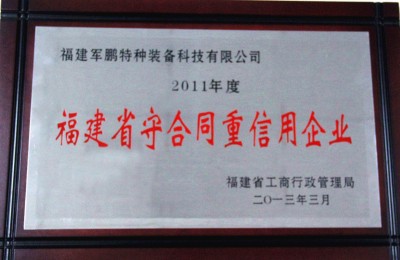 福建军鹏特种装备科技有限公司
2011年度
福建省守合同重信用企业
福建省工商行政管理局
二〇一三年三月